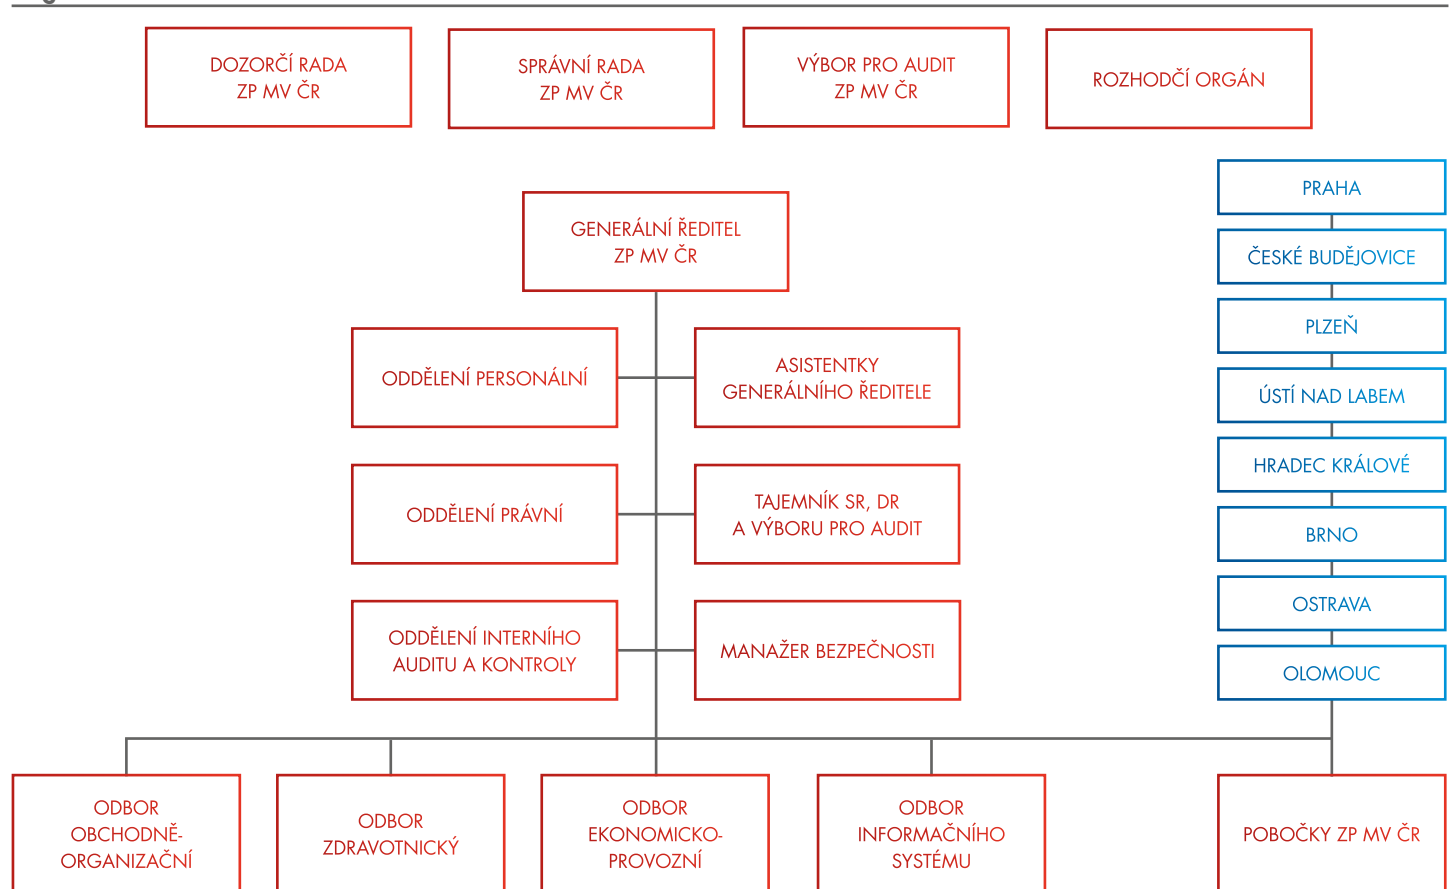 DOZORČÍ RADA
ZP MV ČR
SPRÁVNÍ RADA
ZP MV ČR
VÝBOR PRO AUDIT
ZP MV ČR
ROZHODČÍ ORGÁN
GENERÁLNÍ ŘEDITEL
ZP MV ČR
ODDĚLENÍ PERSONÁLNÍ
ASISTENTKY
GENERÁLNÍHO ŘEDITELE
ODDĚLENÍ PRÁVNÍ
TAJEMNÍK SR, DR
A VÝBORU PRO AUDIT
ODDĚLENÍ INTERNÍHO
AUDITU A KONTROLY
MANAŽER BEZPEČNOSTI
PRAHA
ČESKÉ BUDĚJOVICE
PLZEŇ
ÚSTÍ NAD LABEM
HRADEC KRÁLOVÉ
BRNO
OSTRAVA
OLOMOUC
ODBOR
OBCHODNĚ-
ORGANIZAČNÍ
ODBOR
ZDRAVOTNICKÝ
ODBOR
EKONOMICKO-
PROVOZNÍ
ODBOR
INFORMAČNÍHO
SYSTÉMU
POBOČKY ZP MV ČR